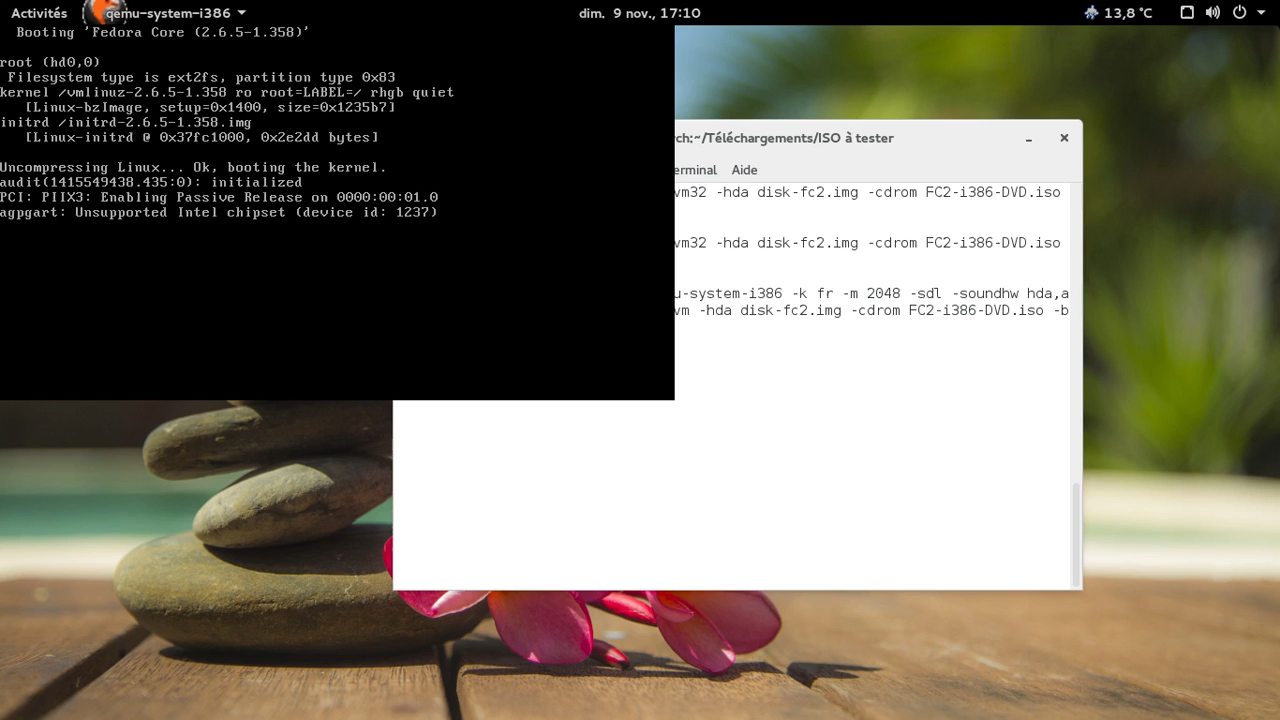 Activités
qemu-system-i386
dim. 9 nov., 17:10
13,8 °C
Booting 'Fedora Core (2.6.5-1.358)'
root (hd0,0)
Filesystem type is ext2fs, partition type 0x83
kernel /vmlinuz-2.6.5-1.358 ro root=LABEL=/ rhgb quiet
[Linux-bzImage, setup=0x1400, size=0x1235b7]
initrd /initrd-2.6.5-1.358.img
[Linux-initrd @ 0x37fc1000, 0x2e2dd bytes]
Uncompressing Linux... Ok, booting the kernel.
audit(1415549438.435:0): initialized
PCI: PIIX3: Enabling Passive Release on 0000:00:01.0
agpgart: Unsupported Intel chipset (device id: 1237)
rch:~/Téléchargements/ISO à tester
erminal Aide
vm32 -hda disk-fc2.img -cdrom FC2-i386-DVD.iso
vm32 -hda disk-fc2.img -cdrom FC2-i386-DVD.iso
u-system-i386 -k fr -m 2048 -sdl -soundhw hda,a
vm -hda disk-fc2.img -cdrom FC2-i386-DVD.iso -b